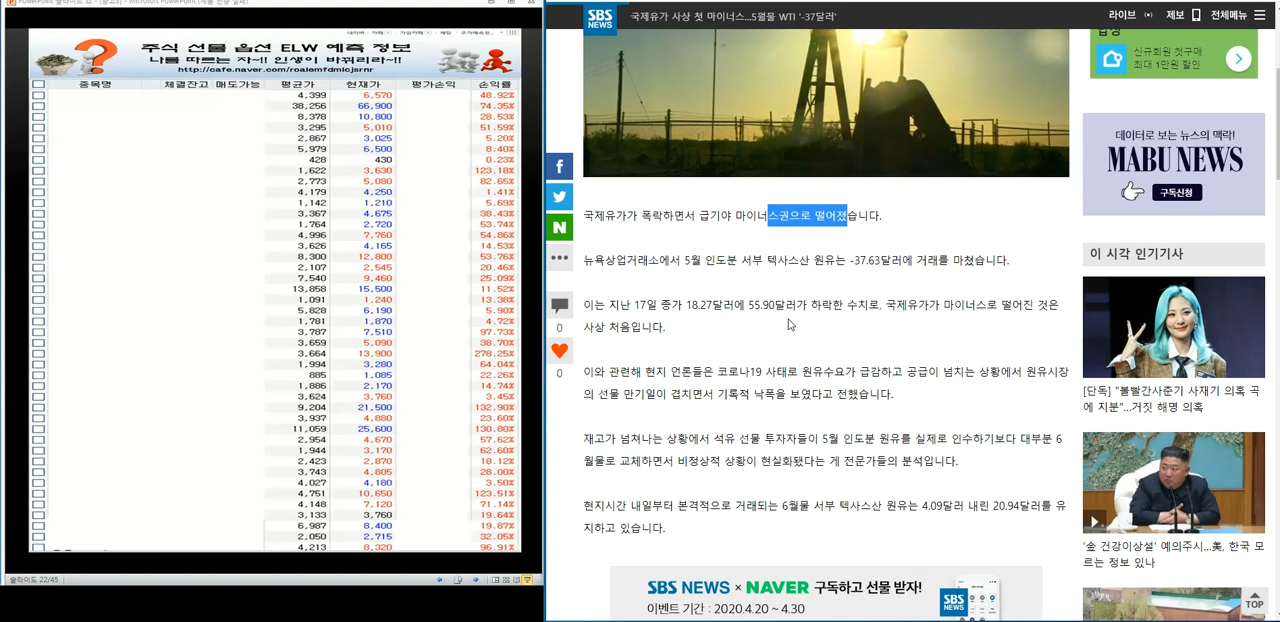 주식 선물 옵션 ELW 예측 정보
나를 따르는 자~!! 인생이 바뀌리라~!!
http://cafe.naver.com/roalemfdmlcjsrnr
종목명 체결잔고 매도가능 평균가 현재가 평가손익 손익률
4,399 6,570 48.92%
38,256 66,900 74.35%
8,378 10,800 28.53%
3,295 5,010 51.59%
2,867 3,025 5.20%
5,979 6,500 8.40%
428 430 0.23%
1,622 3,630 123.18%
2,773 5,080 82.65%
4,179 4,250 1.41%
1,142 1,210 5.69%
3,367 4,675 38.43%
1,764 2,720 53.74%
4,996 7,760 54.86%
3,626 4,165 14.53%
8,300 12,800 53.76%
2,107 2,545 20.46%
7,540 9,460 25.09%
13,858 15,500 11.52%
1,091 1,240 13.38%
5,828 6,190 5.90%
1,781 1,870 4.72%
3,787 7,510 97.73%
3,659 5,090 38.70%
3,664 13,900 278.25%
1,994 3,280 64.04%
885 1,085 22.26%
1,886 2,170 14.74%
3,624 3,760 3.45%
9,204 21,500 132.90%
3,937 4,880 23.60%
11,059 25,600 130.80%
2,954 4,670 57.62%
1,944 3,170 62.60%
2,423 2,870 18.12%
3,743 4,805 28.00%
4,027 4,180 3.50%
4,751 10,650 123.51%
4,148 7,120 71.14%
3,133 3,760 19.64%
6,987 8,400 19.87%
2,050 2,715 32.05%
4,213 8,320 96.91%
슬라이드 22/45
SBS NEWS
국제유가 사상 첫 마이너스...5월물 WTI '-37달러'
라이브 제보 전체메뉴
신규회원 첫구매
최대 1만원 할인
데이터로 보는 뉴스의 맥락!
MABU NEWS
구독신청
국제유가가 폭락하면서 급기야 마이너스권으로 떨어졌습니다.
뉴욕상업거래소에서 5월 인도분 서부 텍사스산 원유는 -37.63달러에 거래를 마쳤습니다.
이는 지난 17일 종가 18.27달러에 55.90달러가 하락한 수치로, 국제유가가 마이너스로 떨어진 것은
사상 처음입니다.
이와 관련해 현지 언론들은 코로나19 사태로 원유수요가 급감하고 공급이 넘치는 상황에서 원유시장
의 선물 만기일이 겹치면서 기록적 낙폭을 보였다고 전했습니다.
재고가 넘쳐나는 상황에서 석유 선물 투자자들이 5월 인도분 원유를 실제로 인수하기보다 대부분 6
월물로 교체하면서 비정상적 상황이 현실화됐다는 게 전문가들의 분석입니다.
현지시간 내일부터 본격적으로 거래되는 6월물 서부 텍사스산 원유는 4.09달러 내린 20.94달러를 유
지하고 있습니다.
0
0
이 시각 인기기사
[단독] "볼빨간사춘기 사재기 의혹 곡
에 지분"...거짓 해명 의혹
'金 건강이상설' 예의주시...美, 한국 모
르는 정보 있나
SBS NEWS × NAVER 구독하고 선물 받자!
이벤트 기간 : 2020.4.20 ~ 4.30
SBS NEWS
TOP